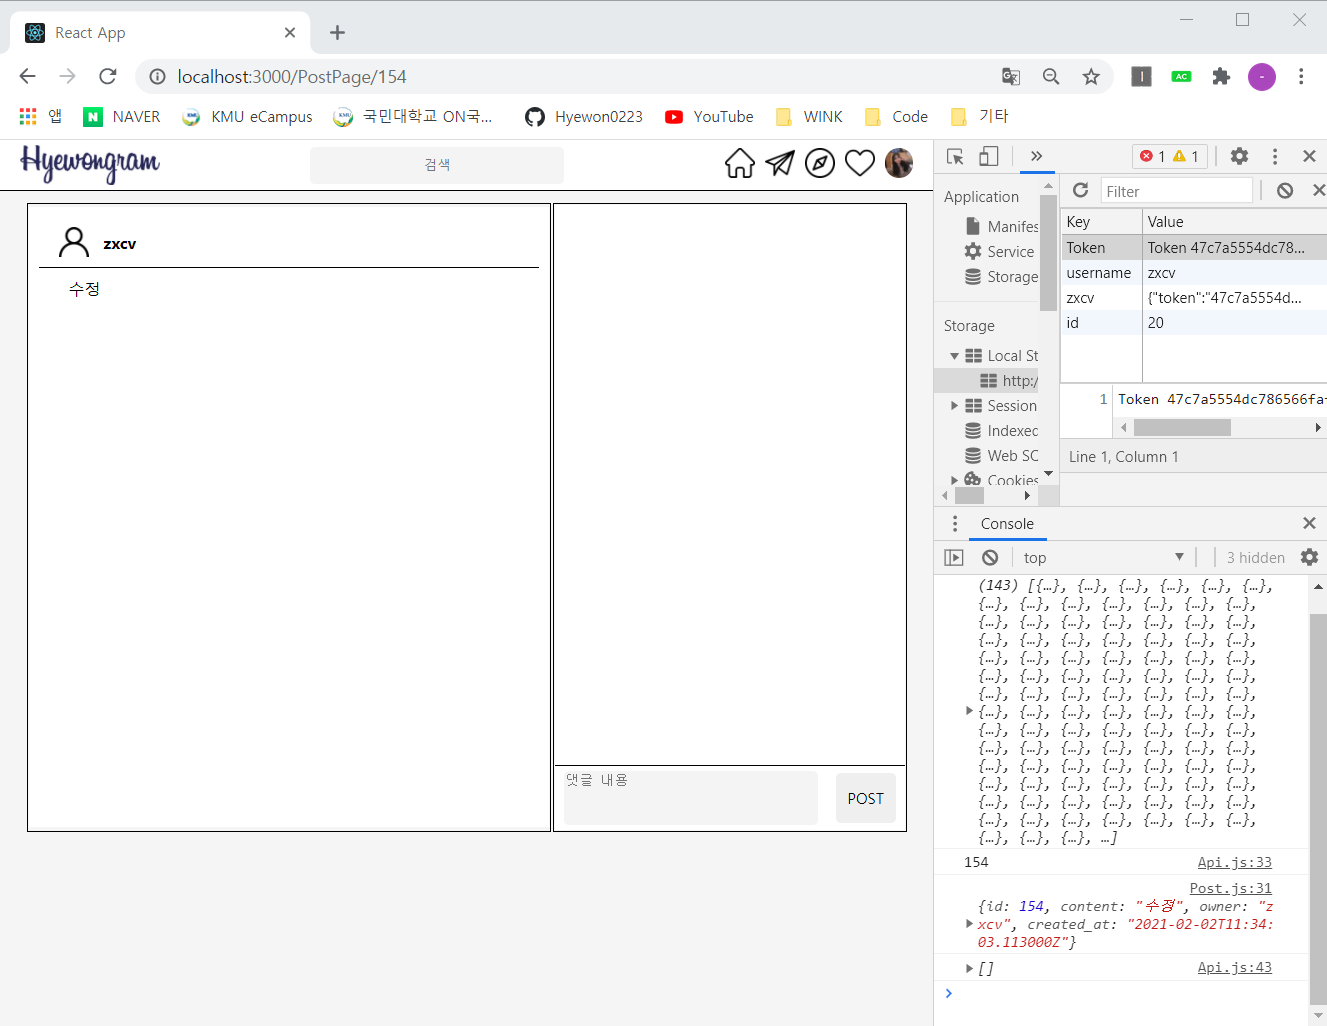 React App
localhost:3000/PostPage/154
앱 NAVER KMU eCampus 국민대학교 ON국... Hyewon0223 YouTube WINK Code 기타
Hyewongram 검색
zxcv
수정
댓글 내용 POST
1 1
Application
Manifes
Service
Storage
Storage
Local St
http:/
Session
Indexed
Web SQ
Cookies
Filter
Key Value
Token Token 47c7a5554dc78...
username zxcv
zxcv {"token":"47c7a5554d...
id 20
1 Token 47c7a5554dc786566fa
Line 1, Column 1
Console
top 3 hidden
(143) [{…}, {…}, {…}, {…}, {…}, {…},
{…}, {…}, {…}, {…}, {…}, {…}, {…},
{…}, {…}, {…}, {…}, {…}, {…}, {…},
{…}, {…}, {…}, {…}, {…}, {…}, {…},
{…}, {…}, {…}, {…}, {…}, {…}, {…},
{…}, {…}, {…}, {…}, {…}, {…}, {…},
{…}, {…}, {…}, {…}, {…}, {…}, {…},
{…}, {…}, {…}, {…}, {…}, {…}, {…},
{…}, {…}, {…}, {…}, {…}, {…}, {…},
{…}, {…}, {…}, {…}, {…}, {…}, {…},
{…}, {…}, {…}, {…}, {…}, {…}, {…},
{…}, {…}, {…}, {…}, {…}, {…}, {…},
{…}, {…}, {…}, {…}, {…}, {…}, {…},
{…}, {…}, {…}, {…}, {…}, {…}, {…},
{…}, {…}, {…}, …]
154 Api.js:33
Post.js:31
{id: 154, content: "수정", owner: "z
xcv", created_at: "2021-02-02T11:34:
03.113000Z"}
[] Api.js:43